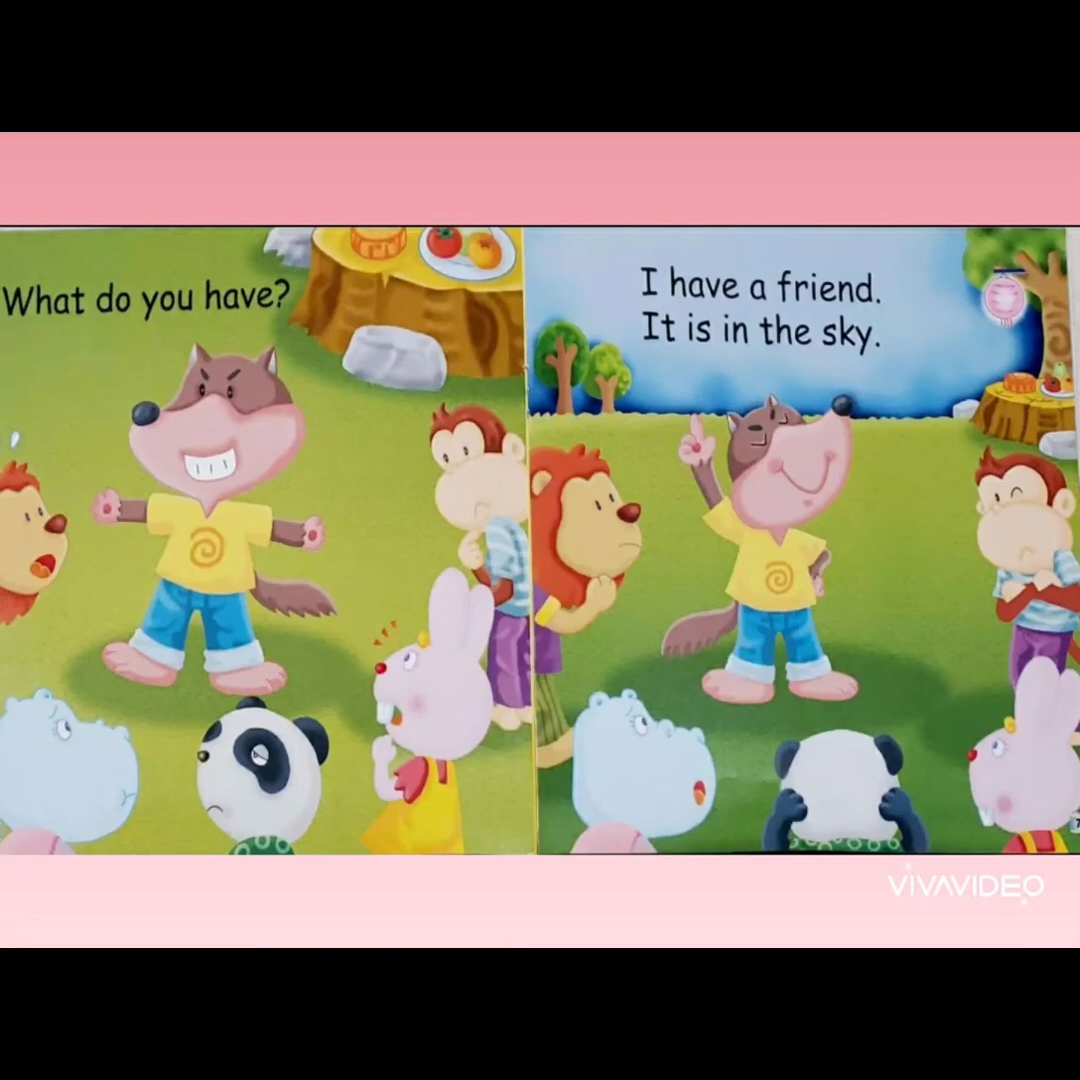 What do you have?
I have a friend.
It is in the sky.
VIVAVIDEO